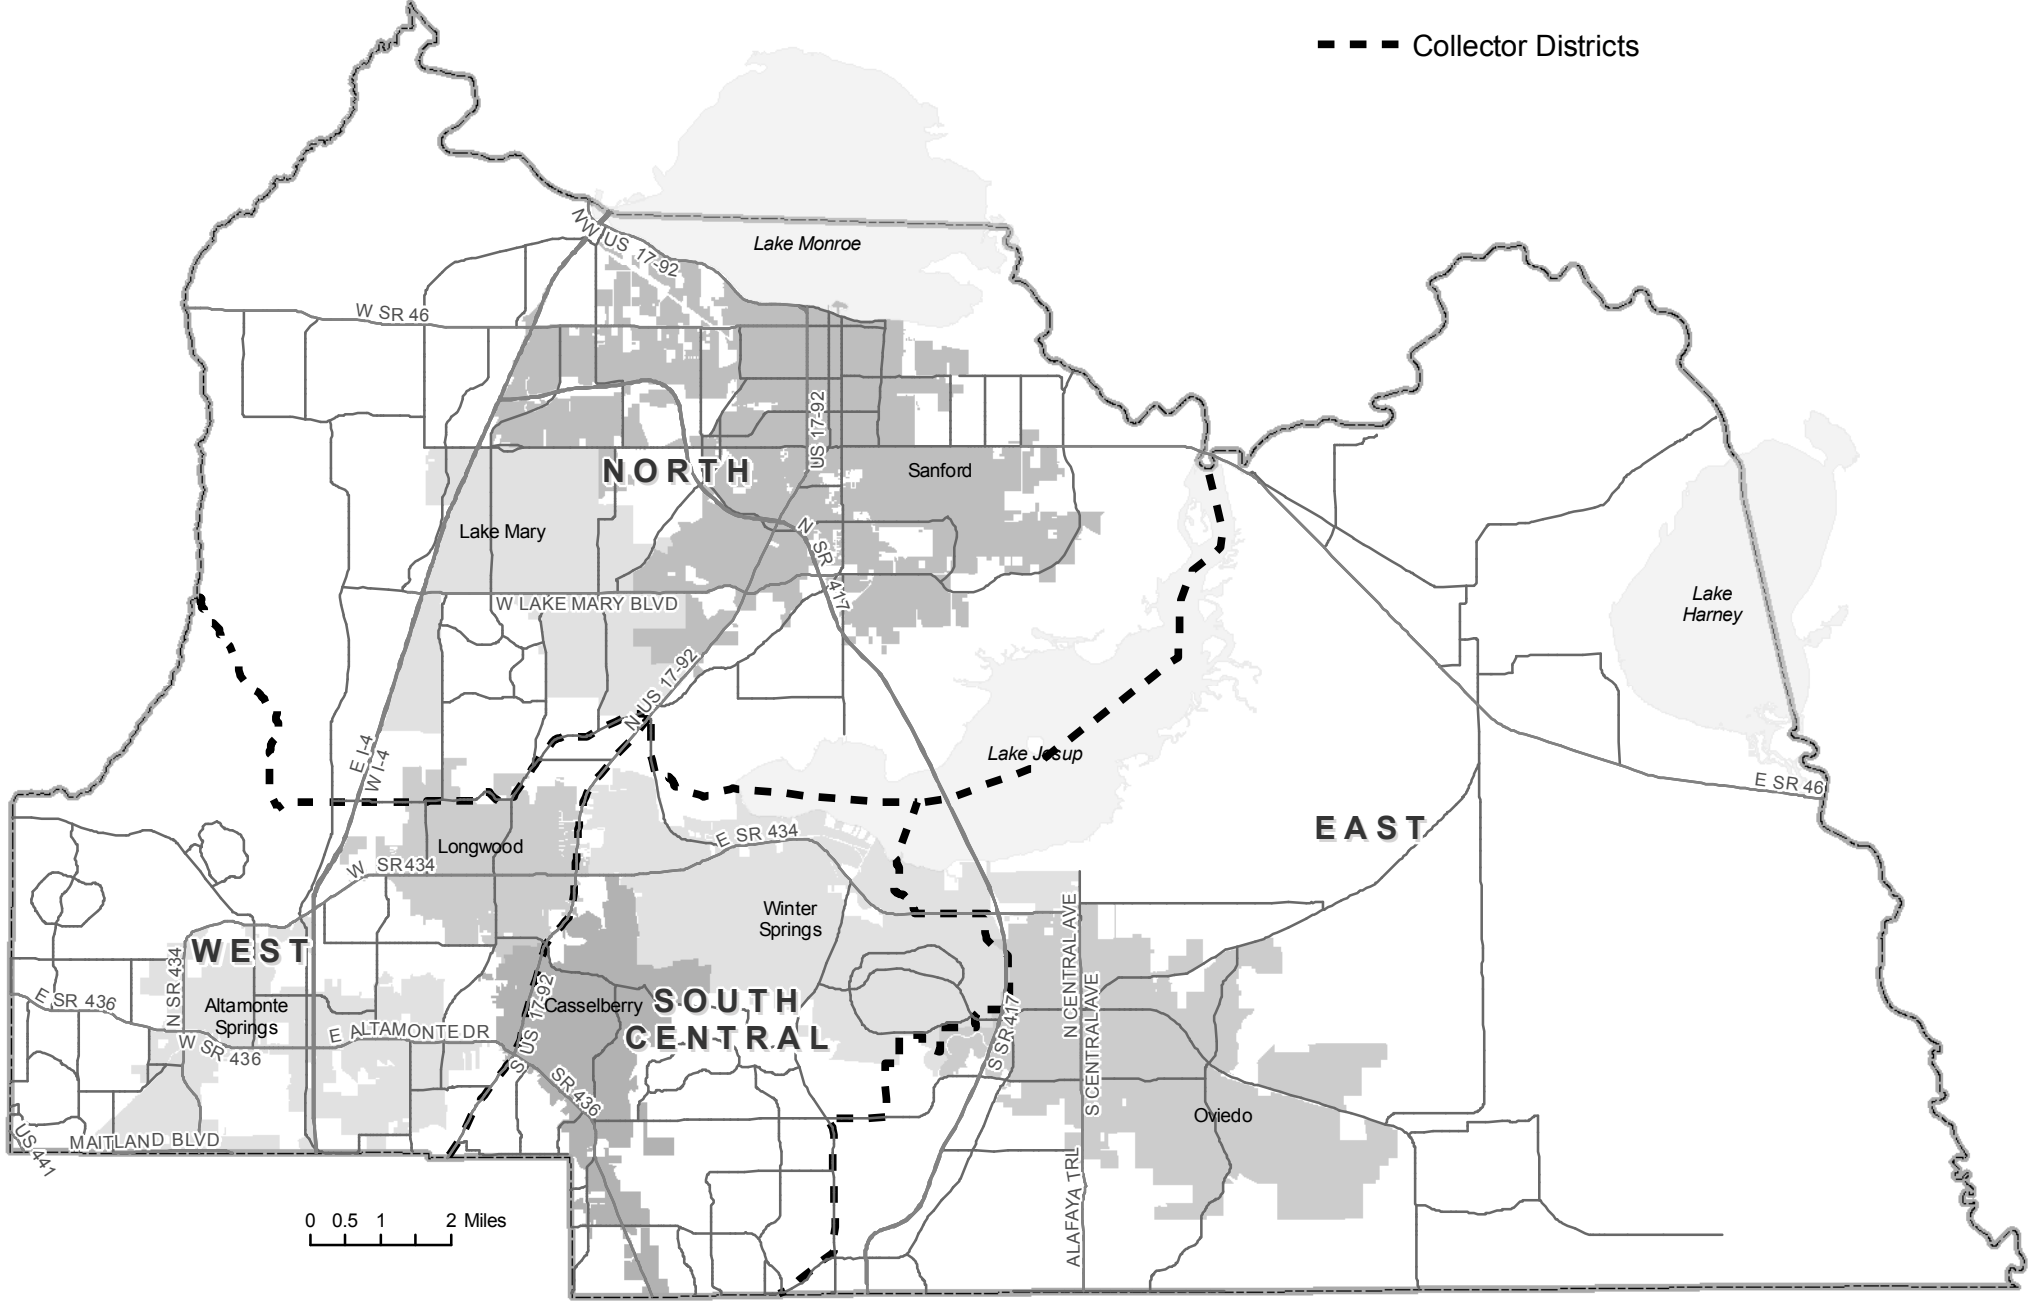 Collector Districts
NW US 17-92
Lake Monroe
W SR 46
US 17-92
NORTH
Sanford
Lake Mary
N SR 417
Lake
Harney
W LAKE MARY BLVD
N US 17-92
E I-4
W I-4
Lake Jesup
E SR 46
EAST
E SR 434
Longwood
W SR 434
Winter
Springs
WEST
N SR 434
E SR 436
Altamonte
Springs
E ALTAMONTE DR
W SR 436
S US 17-92
Casselberry
SOUTH
CENTRAL
N CENTRAL AVE
S CENTRAL AVE
S SR 417
SR 436
Oviedo
US 441
MAITLAND BLVD
ALAFAYA TRL
0 0.5 1 2 Miles